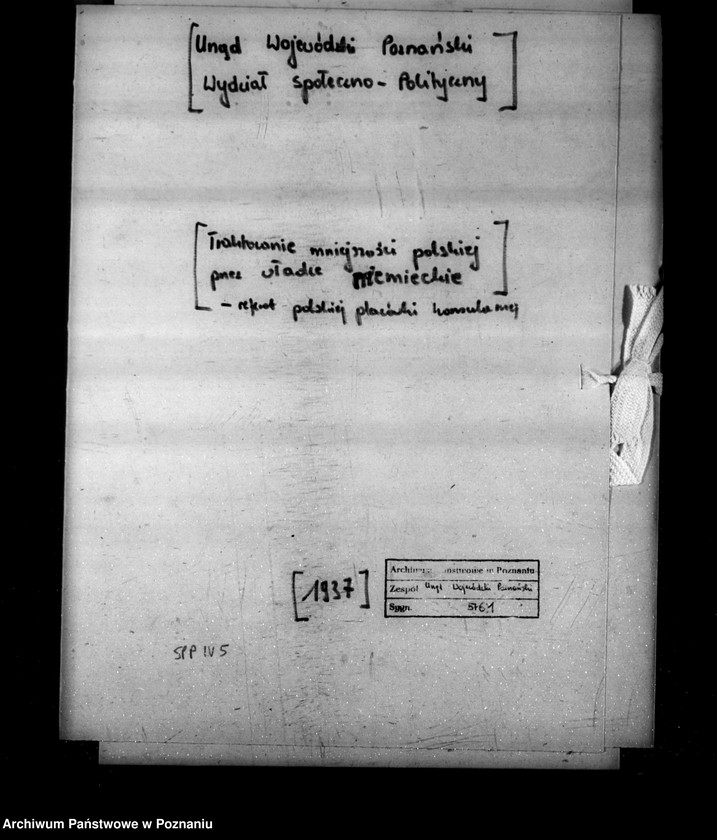 [Urząd Wojewódzki Poznański
Wydział Społeczno-Polityczny]
[Traktowanie mniejszości polskiej
przez władze niemieckie]
- referat polskiej placówki konsularnej
[1937]
Archiwum Państwowe w Poznaniu
Zespół Urząd Wojewódzki Poznański
Sygn. 5761
SPP IV 5
Archiwum Państwowe w Poznaniu